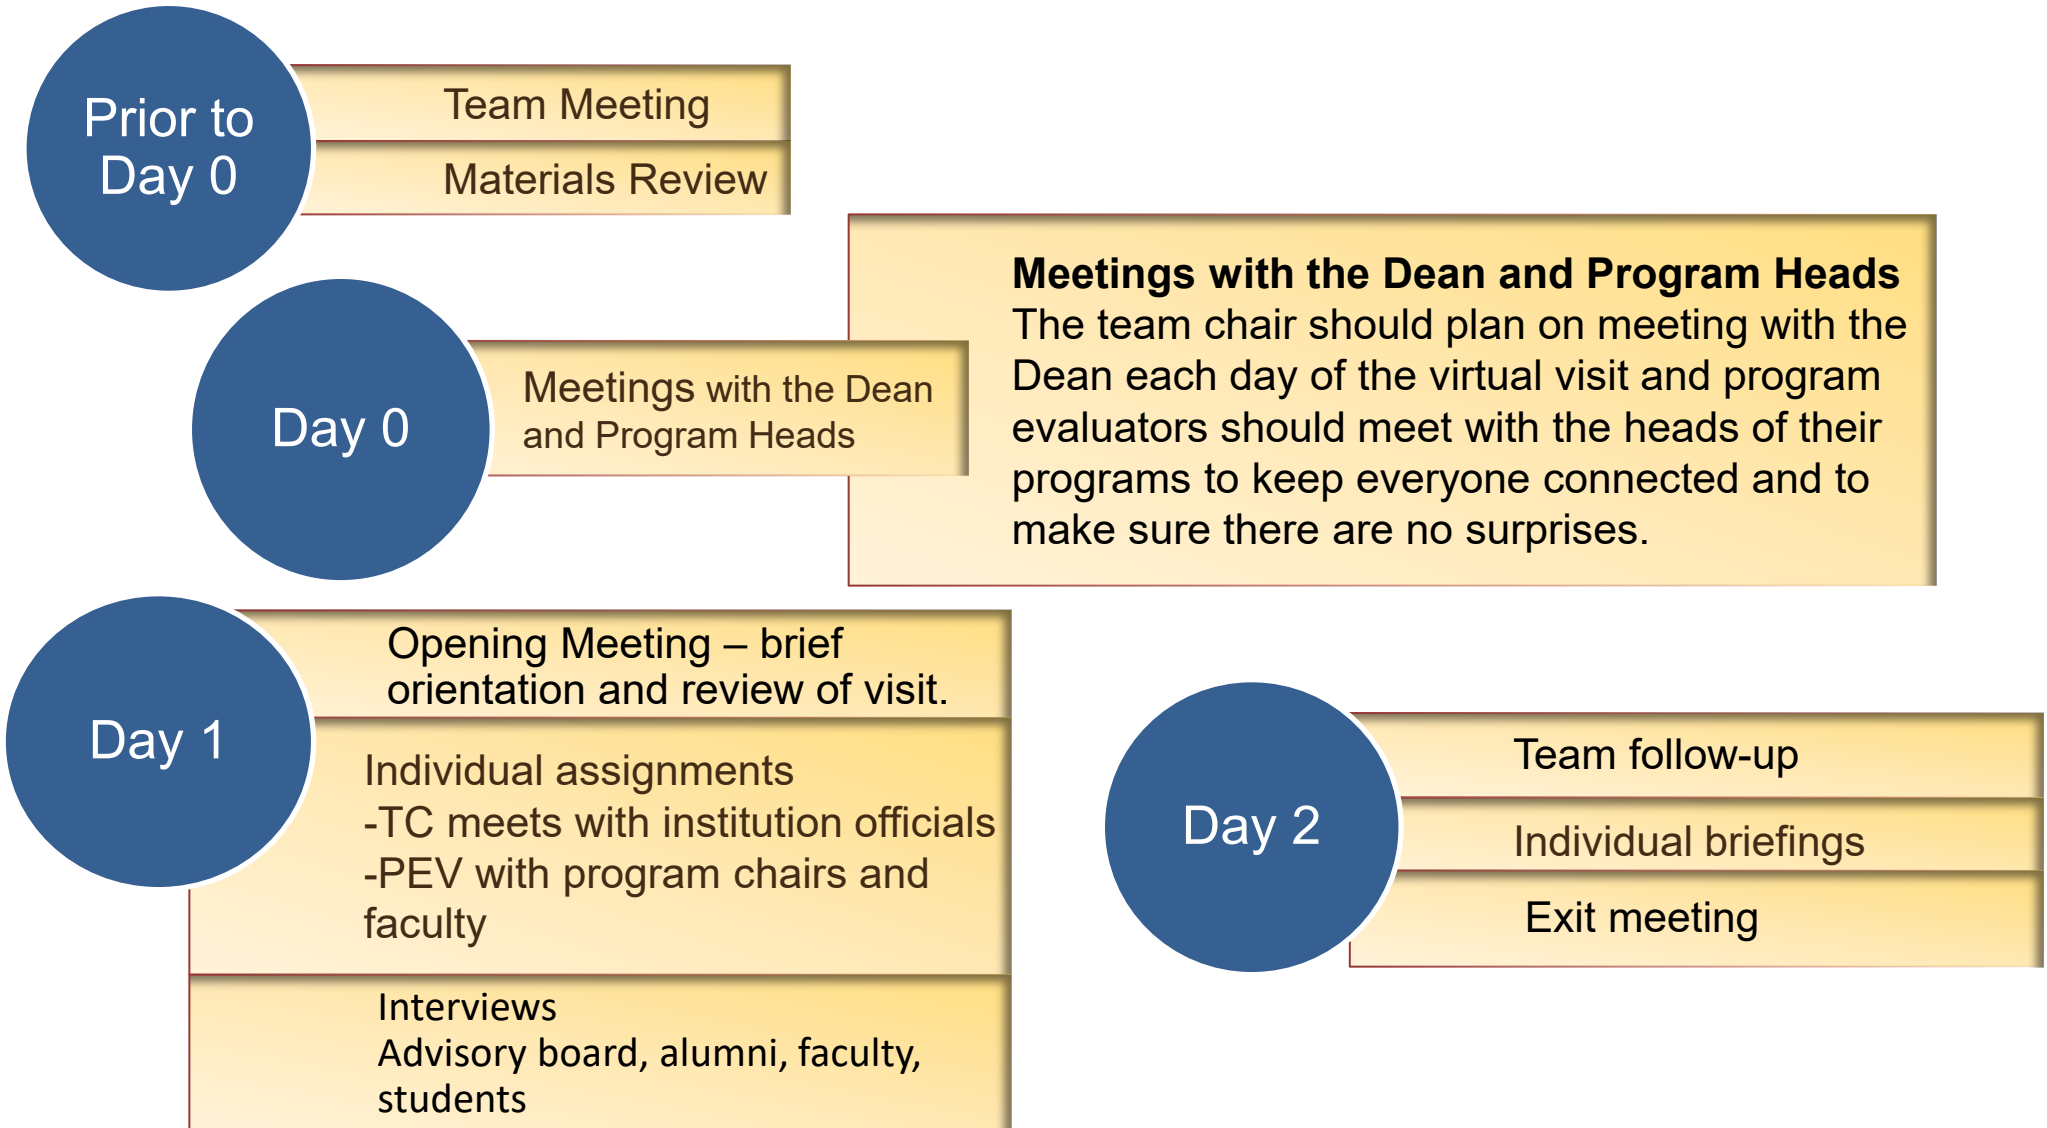 Prior to
Day 0
Team Meeting
Materials Review
Day 0
Meetings with the Dean
and Program Heads
Meetings with the Dean and Program Heads
The team chair should plan on meeting with the
Dean each day of the virtual visit and program
evaluators should meet with the heads of their
programs to keep everyone connected and to
make sure there are no surprises.
Day 1
Opening Meeting – brief
orientation and review of visit.
Individual assignments
-TC meets with institution officials
-PEV with program chairs and
faculty
Interviews
Advisory board, alumni, faculty,
students
Day 2
Team follow-up
Individual briefings
Exit meeting